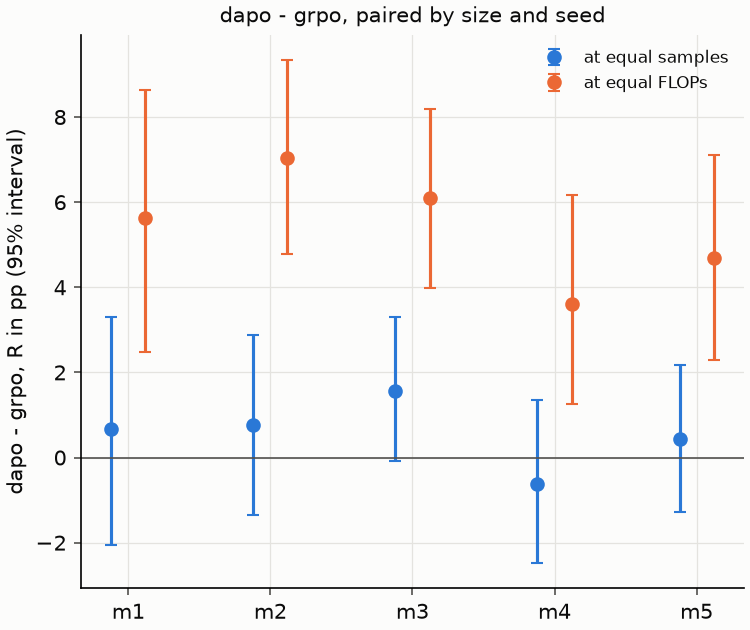 dapo - grpo, paired by size and seed
at equal samples
at equal FLOPs
dapo - grpo, R in pp (95% interval)
8
6
4
2
0
−2
m1 m2 m3 m4 m5